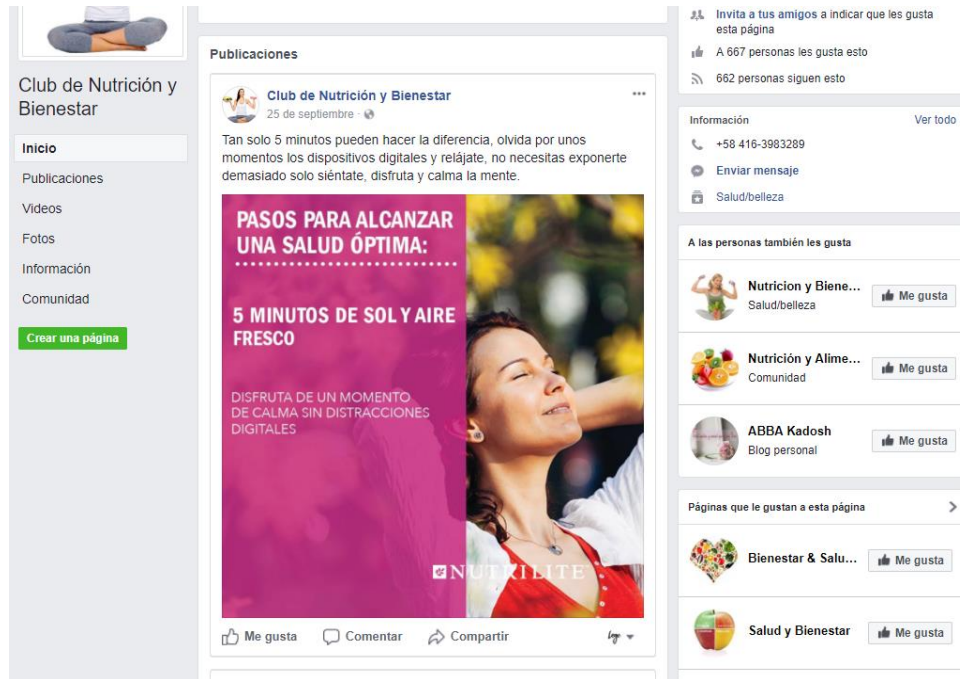 Club de Nutrición y
Bienestar
Inicio
Publicaciones
Videos
Fotos
Información
Comunidad
Crear una página
Publicaciones
Club de Nutrición y Bienestar
25 de septiembre ·
Tan solo 5 minutos pueden hacer la diferencia, olvida por unos
momentos los dispositivos digitales y relájate, no necesitas exponerte
demasiado solo siéntate, disfruta y calma la mente.
PASOS PARA ALCANZAR
UNA SALUD ÓPTIMA:
5 MINUTOS DE SOL Y AIRE
FRESCO
DISFRUTA DE UN MOMENTO
DE CALMA SIN DISTRACCIONES
DIGITALES
NUTRILITE
Me gusta
Comentar
Compartir
Invita a tus amigos a indicar que les gusta
esta página
A 667 personas les gusta esto
662 personas siguen esto
Información
Ver todo
+58 416-3983289
Enviar mensaje
Salud/belleza
A las personas también les gusta
Nutricion y Biene...
Salud/belleza
Me gusta
Nutrición y Alime...
Comunidad
Me gusta
ABBA Kadosh
Blog personal
Me gusta
Páginas que le gustan a esta página
Bienestar & Salu...
Me gusta
Salud y Bienestar
Me gusta